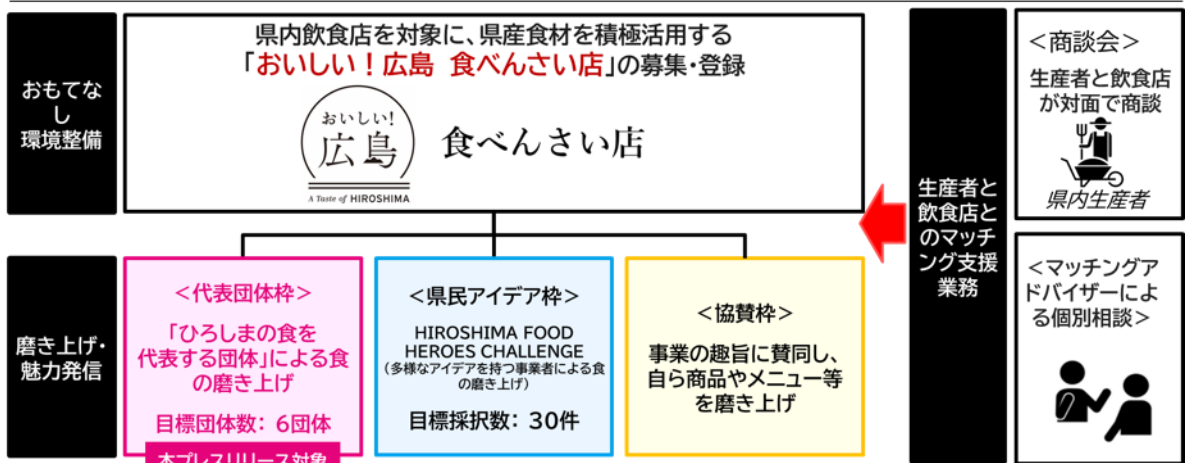 おもてな
し
環境整備
県内飲食店を対象に、県産食材を積極活用する
「おいしい！広島 食べんさい店」の募集・登録
おいしい!
広島
A Taste of HIROSHIMA
食べんさい店
磨き上げ・
魅力発信
＜代表団体枠＞
「ひろしまの食を
代表する団体」による食
の磨き上げ
目標団体数： 6団体
本プレスリリース対象
＜県民アイデア枠＞
HIROSHIMA FOOD
HEROES CHALLENGE
（多様なアイデアを持つ事業者による食
の磨き上げ）
目標採択数： 30件
＜協賛枠＞
事業の趣旨に賛同し、
自ら商品やメニュー等
を磨き上げ
生産者と
飲食店と
のマッチ
ング支援
業務
＜商談会＞
生産者と飲食店
が対面で商談
県内生産者
＜マッチングア
ドバイザーによ
る個別相談＞